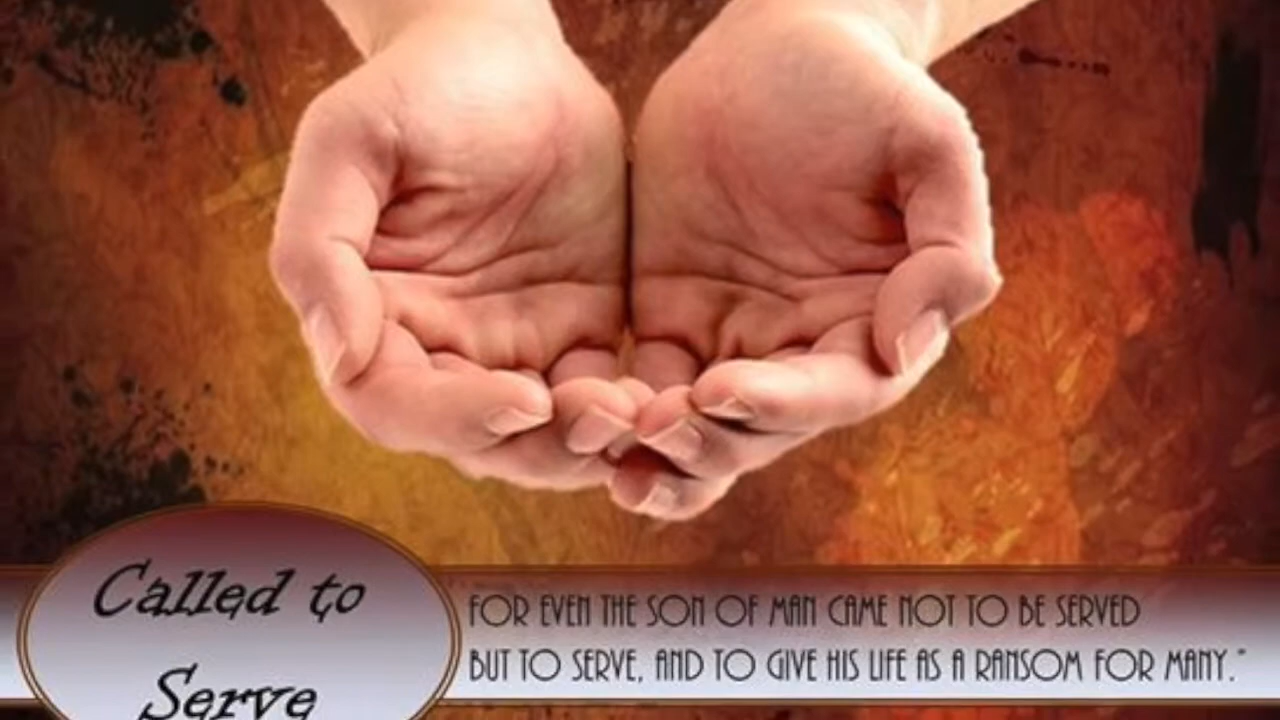 Called to
Serve
FOR EVEN THE SON OF MAN CAME NOT TO BE SERVED
BUT TO SERVE, AND TO GIVE HIS LIFE AS A RANSOM FOR MANY.”